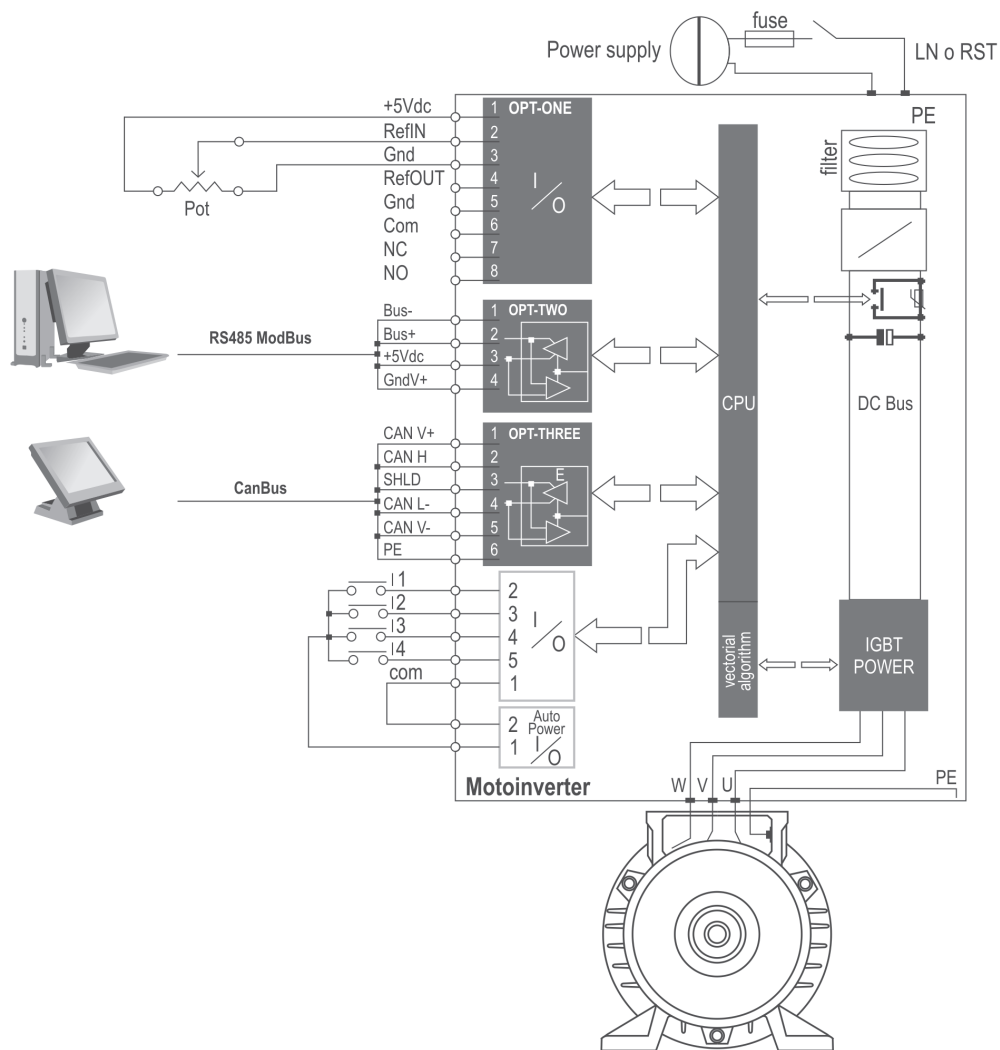 fuse
Power supply
LN o RST
+5Vdc
1 OPT-ONE
PE
RefIN
2
Gnd
3
RefOUT
4
I/O
filter
Pot
Gnd
5
Com
6
NC
7
NO
8
Bus-
1 OPT-TWO
RS485 ModBus
Bus+
2
+5Vdc
3
GndV+
4
CPU
DC Bus
CAN V+
1 OPT-THREE
CAN H
2
SHLD
3
E
CanBus
CAN L-
4
CAN V-
5
PE
6
I1
2
I2
3
I/O
I3
4
I4
5
com
1
vectorial
algorithm
IGBT
POWER
2
Auto
Power
1
I/O
Motoinverter
W V U
PE